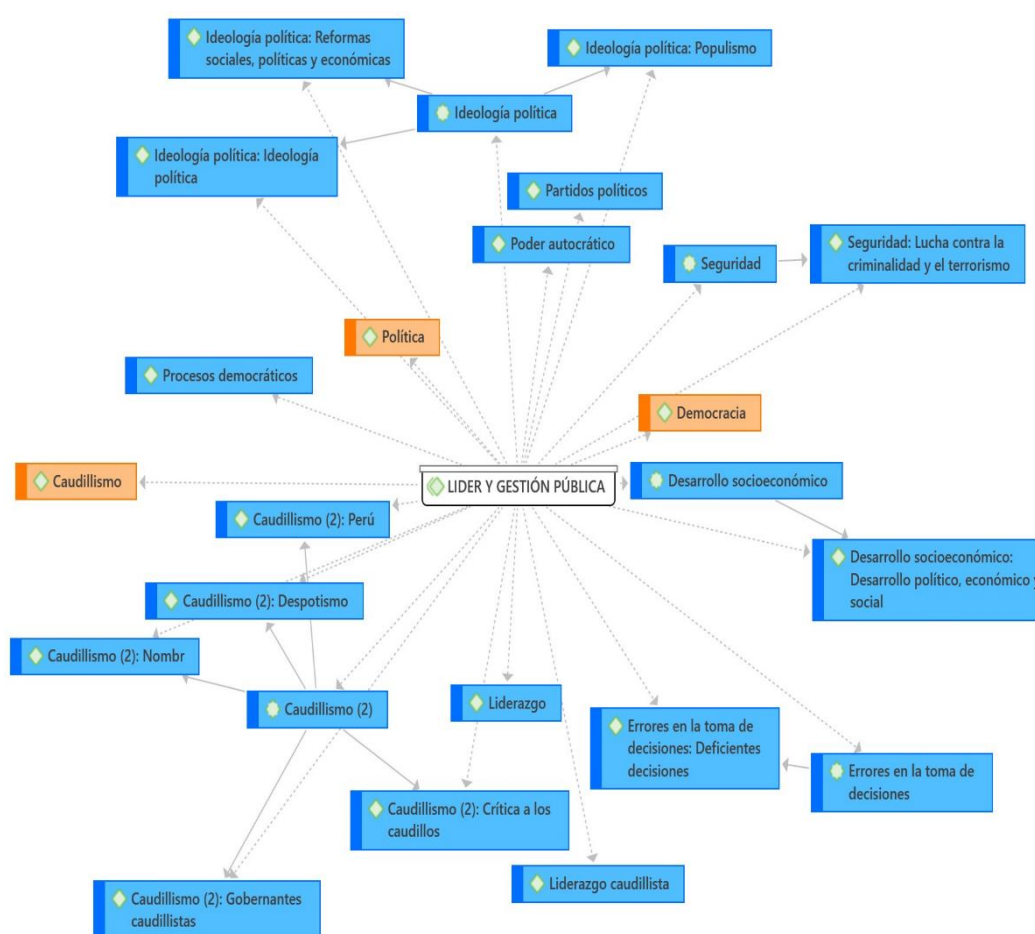 Ideología política: Reformas
sociales, políticas y económicas
Ideología política: Populismo
Ideología política
Ideología política: Ideología
política
Partidos políticos
Poder autocrático
Seguridad
Seguridad: Lucha contra la
criminalidad y el terrorismo
Política
Procesos democráticos
Democracia
Caudillismo
LIDER Y GESTIÓN PÚBLICA
Desarrollo socioeconómico
Caudillismo (2): Perú
Desarrollo socioeconómico:
Desarrollo político, económico y
social
Caudillismo (2): Despotismo
Caudillismo (2): Nombr
Caudillismo (2)
Liderazgo
Errores en la toma de
decisiones: Deficientes
decisiones
Errores en la toma de
decisiones
Caudillismo (2): Crítica a los
caudillos
Liderazgo caudillista
Caudillismo (2): Gobernantes
caudillistas